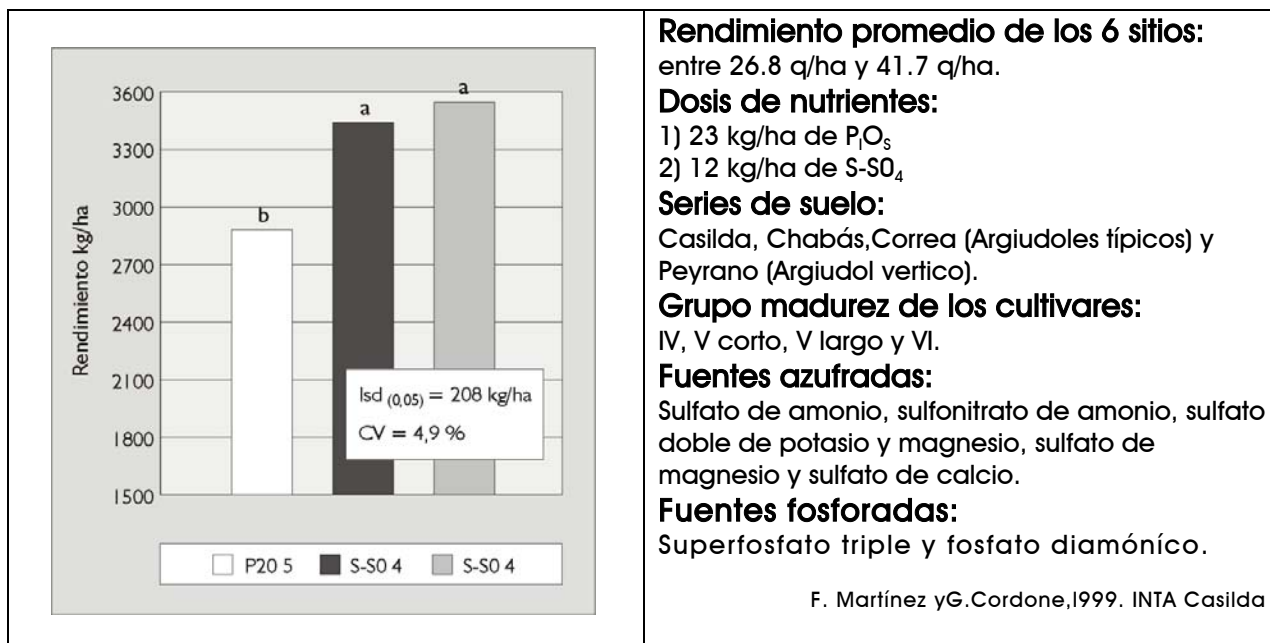 3600
3300
3000
2700
2400
2100
1800
1500
Rendimiento kg/ha
b
a
a
lsd (0,05) = 208 kg/ha
CV = 4,9 %
P20 5 S-S0 4 S-S0 4
Rendimiento promedio de los 6 sitios:
entre 26.8 q/ha y 41.7 q/ha.
Dosis de nutrientes:
1) 23 kg/ha de PIOS
2) 12 kg/ha de S-S04
Series de suelo:
Casilda, Chabás,Correa (Argiudoles típicos) y
Peyrano (Argiudol vertico).
Grupo madurez de los cultivares:
IV, V corto, V largo y VI.
Fuentes azufradas:
Sulfato de amonio, sulfonitrato de amonio, sulfato
doble de potasio y magnesio, sulfato de
magnesio y sulfato de calcio.
Fuentes fosforadas:
Superfosfato triple y fosfato diamóníco.
F. Martínez yG.Cordone,l999. INTA Casilda